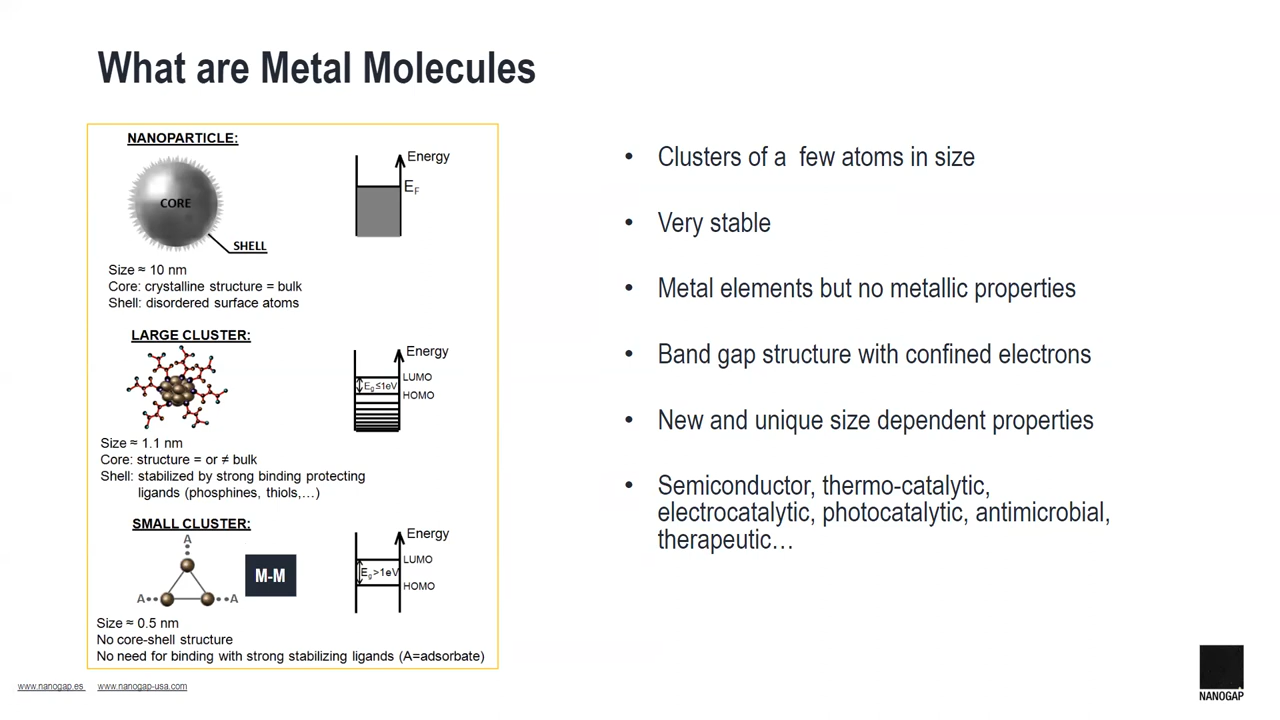 What are Metal Molecules
NANOPARTICLE:
CORE
SHELL
Energy
EF
Size ≈ 10 nm
Core: crystalline structure = bulk
Shell: disordered surface atoms
LARGE CLUSTER:
Energy
LUMO
Eg≤1eV
HOMO
Size ≈ 1.1 nm
Core: structure = or ≠ bulk
Shell: stabilized by strong binding protecting
ligands (phosphines, thiols,…)
SMALL CLUSTER:
A
A
A
M-M
Energy
LUMO
Eg>1eV
HOMO
Size ≈ 0.5 nm
No core-shell structure
No need for binding with strong stabilizing ligands (A=adsorbate)
• Clusters of a  few atoms in size
• Very stable
• Metal elements but no metallic properties
• Band gap structure with confined electrons
• New and unique size dependent properties
• Semiconductor, thermo-catalytic,
electrocatalytic, photocatalytic, antimicrobial,
therapeutic…
www.nanogap.es www.nanogap-usa.com
NANOGAP